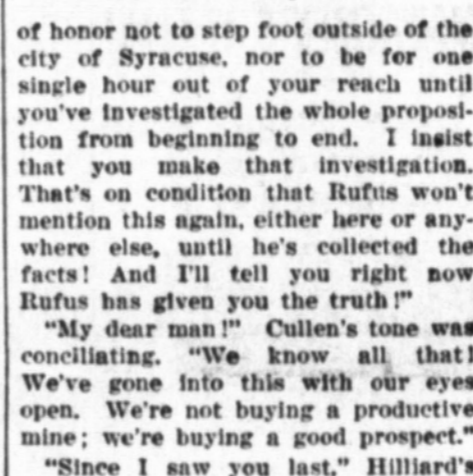 of honor not to step foot outside of the
city of Syracuse, nor to be for one
single hour out of your reach until
you've investigated the whole proposi-
tion from beginning to end. I insist
that you make that investigation.
That's on condition that Rufus won't
mention this again, either here or any-
where else, until he's collected the
facts! And I'll tell you right now
Rufus has given you the truth!"
"My dear man!" Cullen's tone was
conciliating. "We know all that!
We've gone into this with our eyes
open. We're not buying a productive
mine; we're buying a good prospect."
"Since I saw you last," Hilliard's